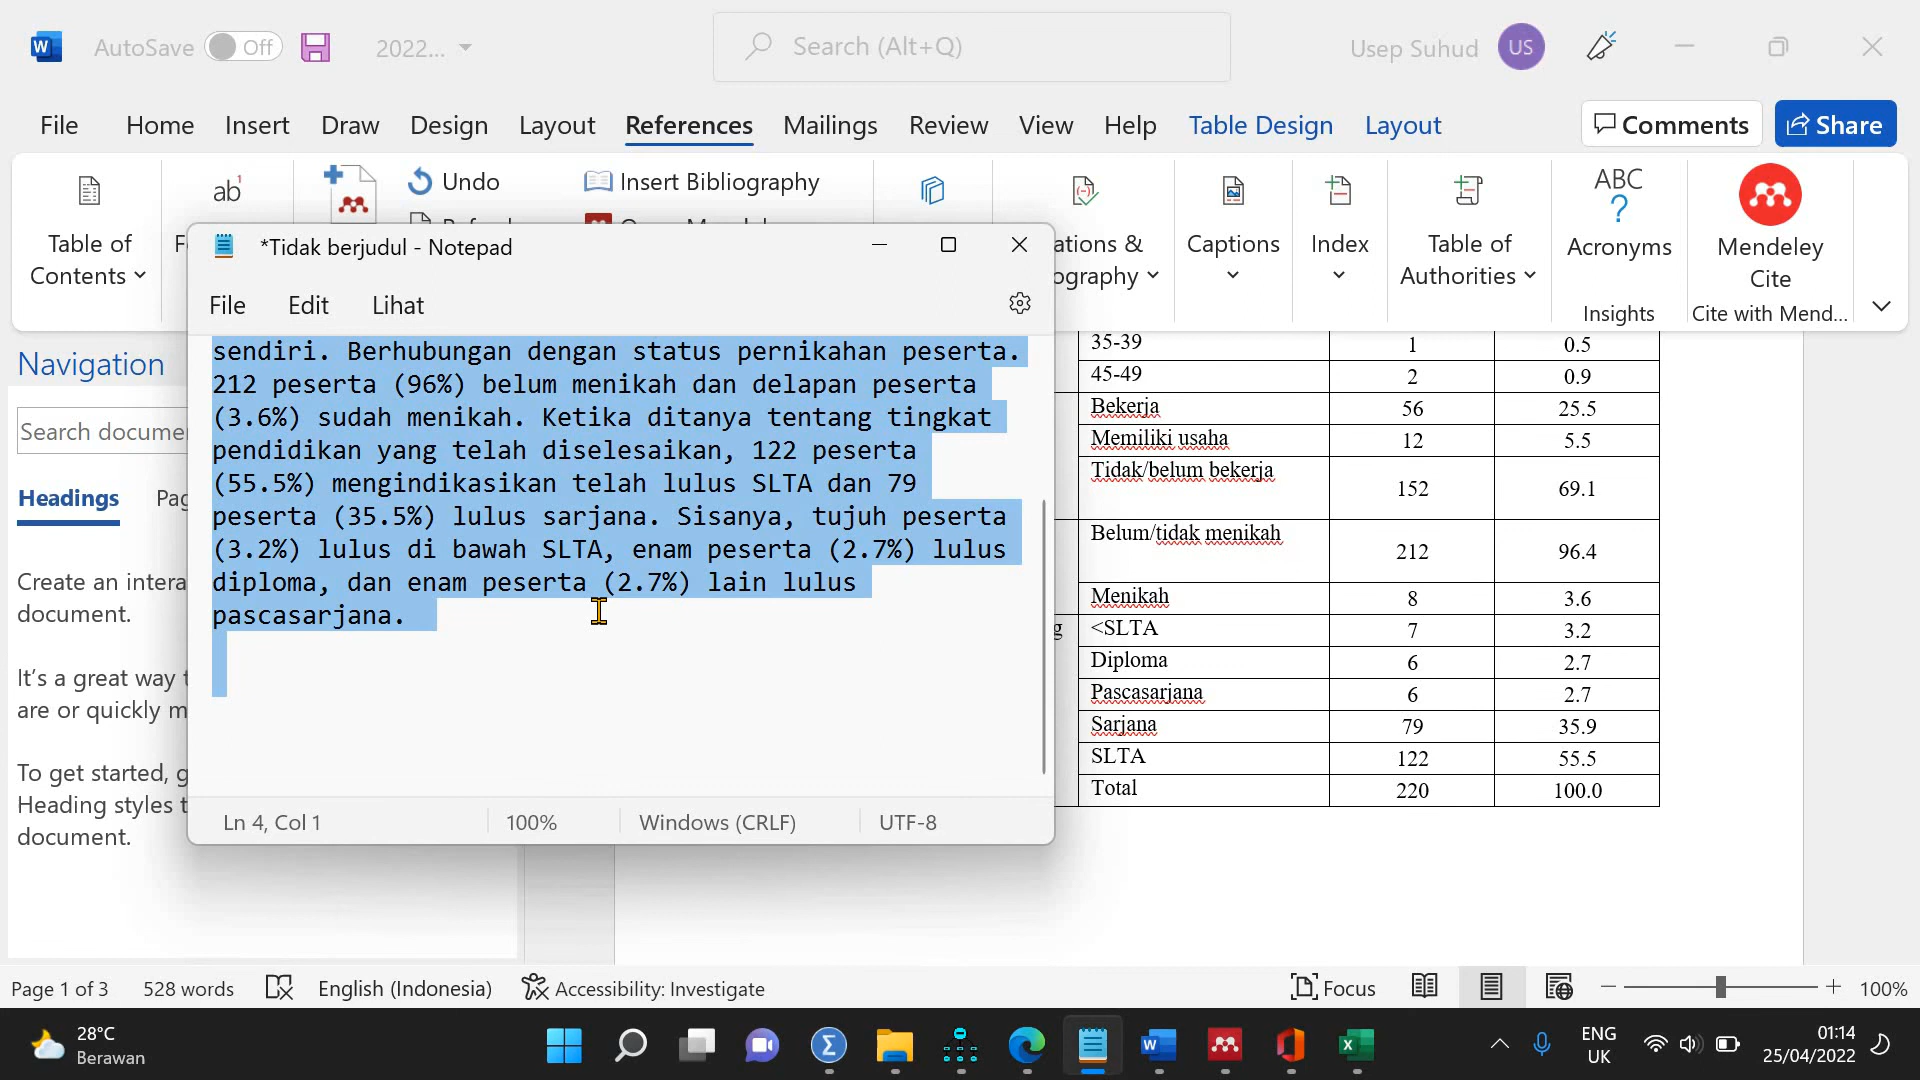 AutoSave
Off
2022...
Search (Alt+Q)
Usep Suhud
US
File
Home
Insert
Draw
Design
Layout
References
Mailings
Review
View
Help
Table Design
Layout
Comments
Share
Table of
Contents
ab
Undo
Insert Bibliography
ations &
ography
Captions
Index
Table of
Authorities
ABC
?
Acronyms
Insights
Mendeley
Cite
Cite with Mend...
*Tidak berjudul - Notepad
File
Edit
Lihat
sendiri. Berhubungan dengan status pernikahan peserta.
212 peserta (96%) belum menikah dan delapan peserta
(3.6%) sudah menikah. Ketika ditanya tentang tingkat
pendidikan yang telah diselesaikan, 122 peserta
(55.5%) mengindikasikan telah lulus SLTA dan 79
peserta (35.5%) lulus sarjana. Sisanya, tujuh peserta
(3.2%) lulus di bawah SLTA, enam peserta (2.7%) lulus
diploma, dan enam peserta (2.7%) lain lulus
pascasarjana.
Ln 4, Col 1
100%
Windows (CRLF)
UTF-8
Navigation
Search docume
Headings
Pag
Create an intera
document.
It's a great way t
are or quickly m
To get started, g
Heading styles t
document.
35-39 1 0.5
45-49 2 0.9
Bekerja 56 25.5
Memiliki usaha 12 5.5
Tidak/belum bekerja 152 69.1
Belum/tidak menikah 212 96.4
Menikah 8 3.6
g <SLTA 7 3.2
Diploma 6 2.7
Pascasarjana 6 2.7
Sarjana 79 35.9
SLTA 122 55.5
Total 220 100.0
Page 1 of 3
528 words
English (Indonesia)
Accessibility: Investigate
Focus
100%
28°C
Berawan
ENG
UK
01:14
25/04/2022